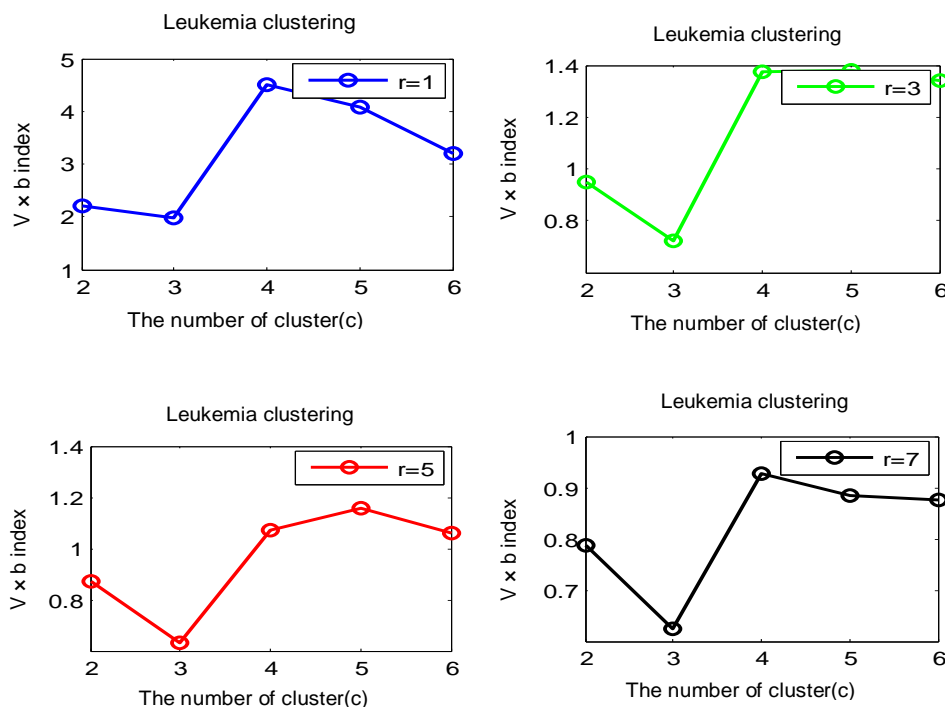 Leukemia clustering
5
4
3
2
1
V × b index
r=1
2 3 4 5 6
The number of cluster(c)
Leukemia clustering
1.4
1.2
1
0.8
V × b index
r=3
2 3 4 5 6
The number of cluster(c)
Leukemia clustering
1.4
1.2
1
0.8
V × b index
r=5
2 3 4 5 6
The number of cluster(c)
Leukemia clustering
1
0.9
0.8
0.7
V × b index
r=7
2 3 4 5 6
The number of cluster(c)